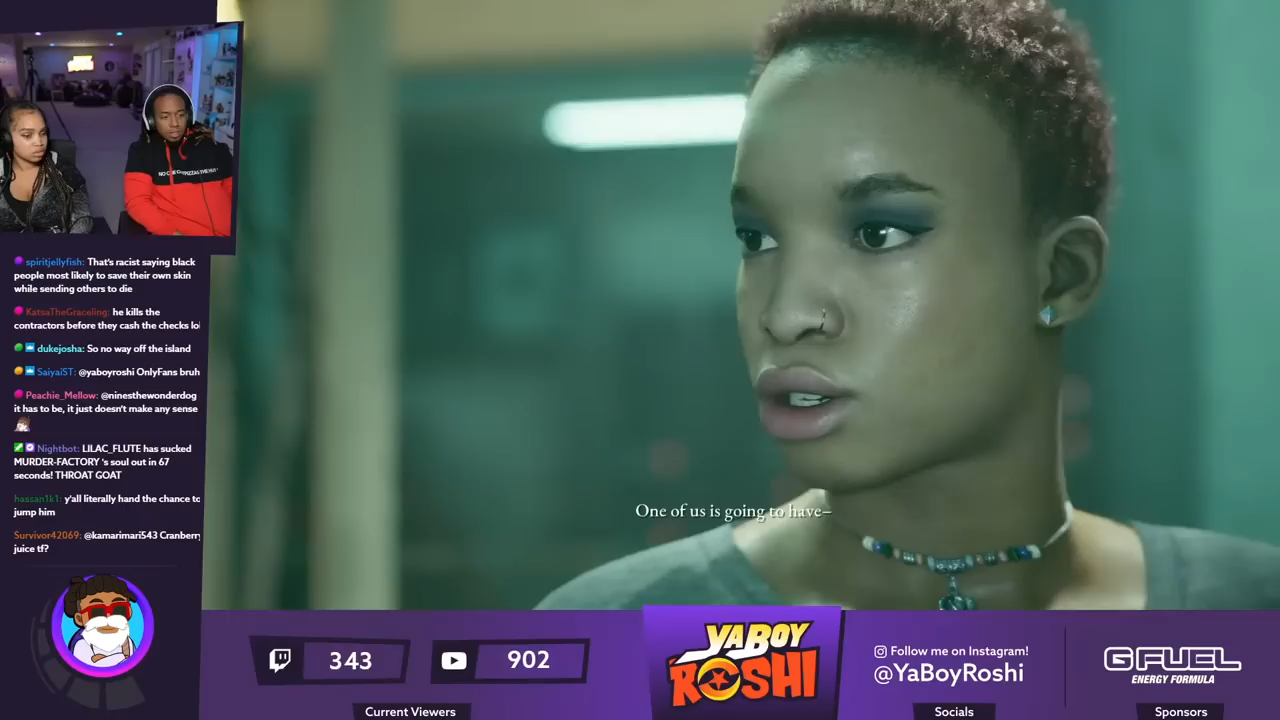 spiritjellyfish: That's racist saying black
people most likely to save their own skin
while sending others to die
KatsaTheGraceling: he kills the
contractors before they cash the checks lo
dukejosha: So no way off the island
SaiyaiST: @yaboyroshi OnlyFans bruh
Peachie_Mellow: @ninesthewonderdog
it has to be, it just doesn't make any sense
Nightbot: LILAC_FLUTE has sucked
MURDER-FACTORY 's soul out in 67
seconds! THROAT GOAT
hassan1k1: y'all literally hand the chance to
jump him
Survivor42069: @kamarimari543 Cranberry
juice tf?
One of us is going to have–
343
902
Current Viewers
YABOY
ROSHI
Follow me on Instagram!
@YaBoyRoshi
Socials
G FUEL
ENERGY FORMULA
Sponsors